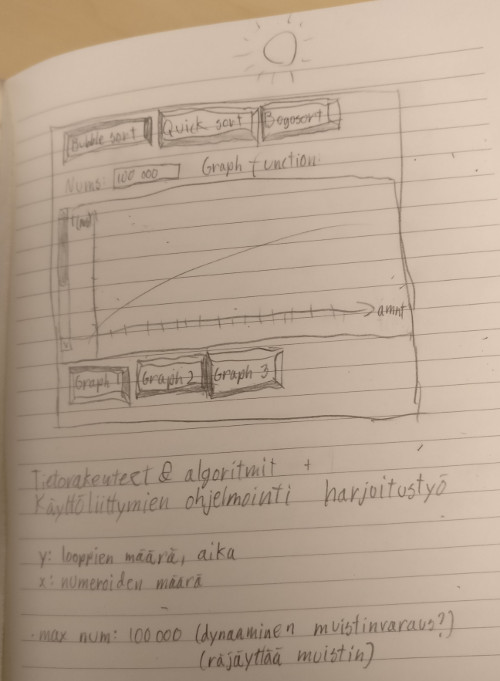 Bubble sort Quick sort Bogosort
Nums: 100 000 Graph function
t(ms)
amnt
Graph 1 Graph 2 Graph 3
Tietorakenteet & algoritmit +
Käyttöliittymien ohjelmointi harjoitustyö
y: looppien määrä, aika
x: numeroiden määrä
· max num: 100 000 (dynaaminen muistinvaraus?)
(räjäyttää muistin)